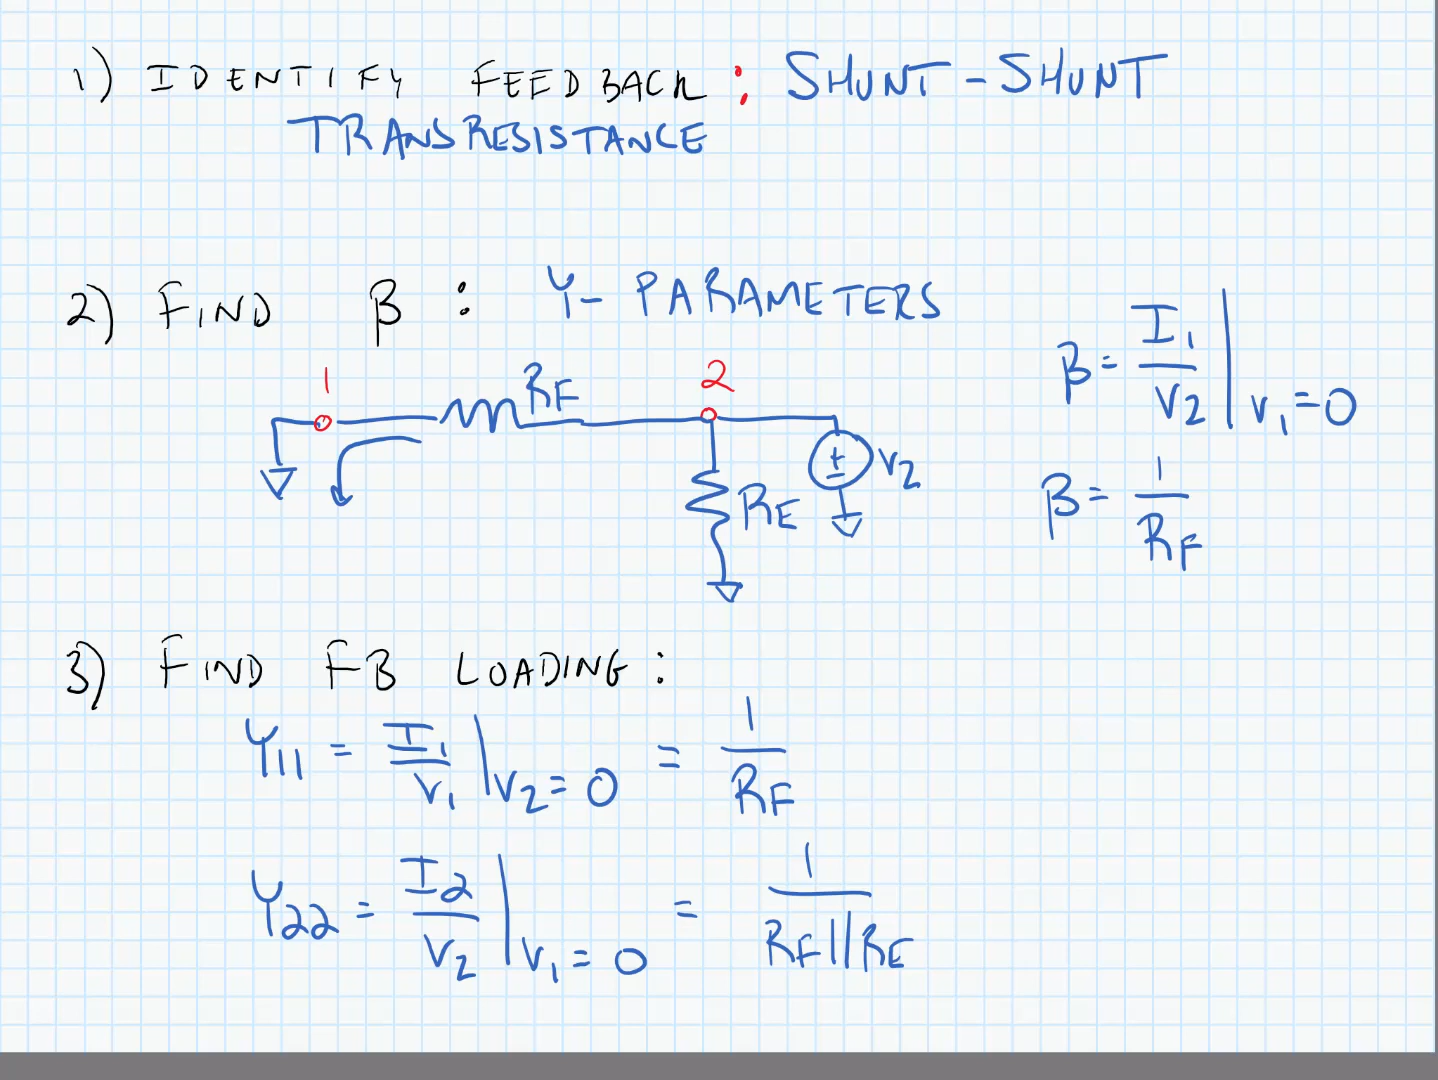 1) IDENTIFY FEEDBACK : SHUNT - SHUNT
TRANSRESISTANCE
2) FIND β : Y- PARAMETERS
β = I1/V2 | V1=0
1 RF 2
V2
RE
β = 1/RF
3) FIND FB LOADING :
Y11 = I1/V1 | V2=0 = 1/RF
Y22 = I2/V2 | V1=0 = 1/RF||RE